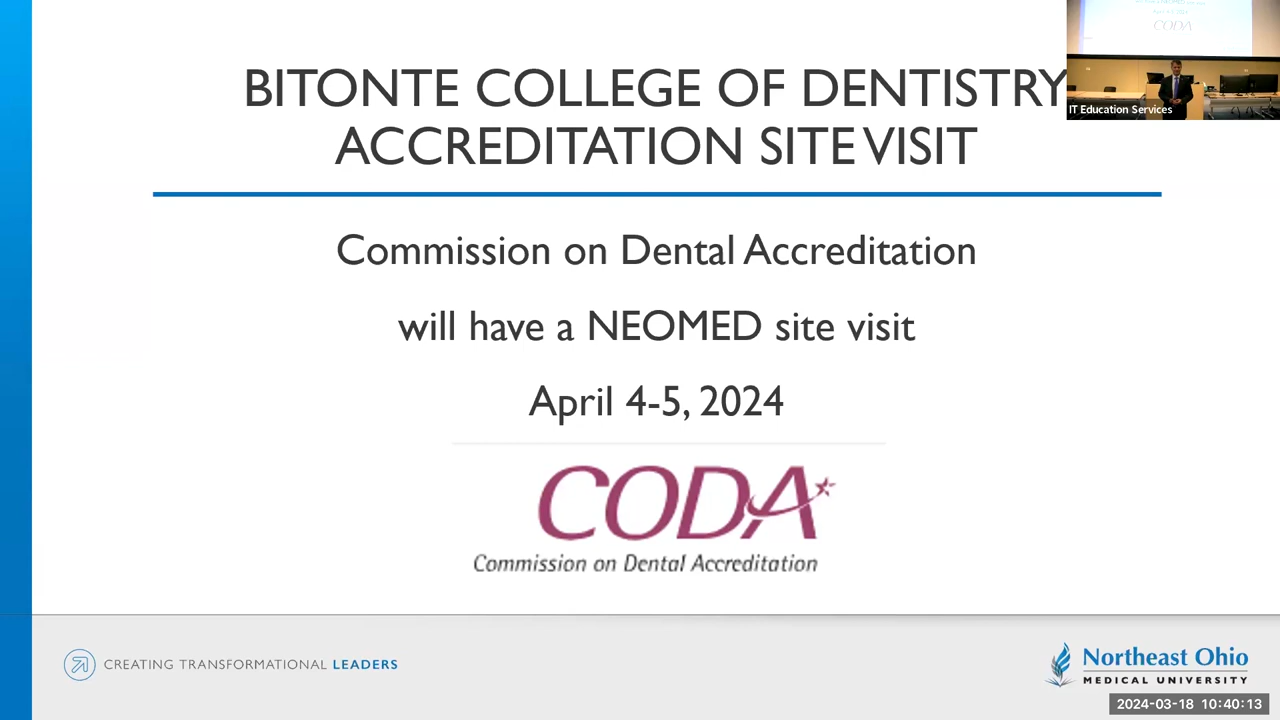 BITONTE COLLEGE OF DENTISTRY
ACCREDITATION SITE VISIT
IT Education Services
Commission on Dental Accreditation
will have a NEOMED site visit
April 4-5, 2024
CODA
Commission on Dental Accreditation
CREATING TRANSFORMATIONAL LEADERS
Northeast Ohio
MEDICAL UNIVERSITY
2024-03-18 10:40:13